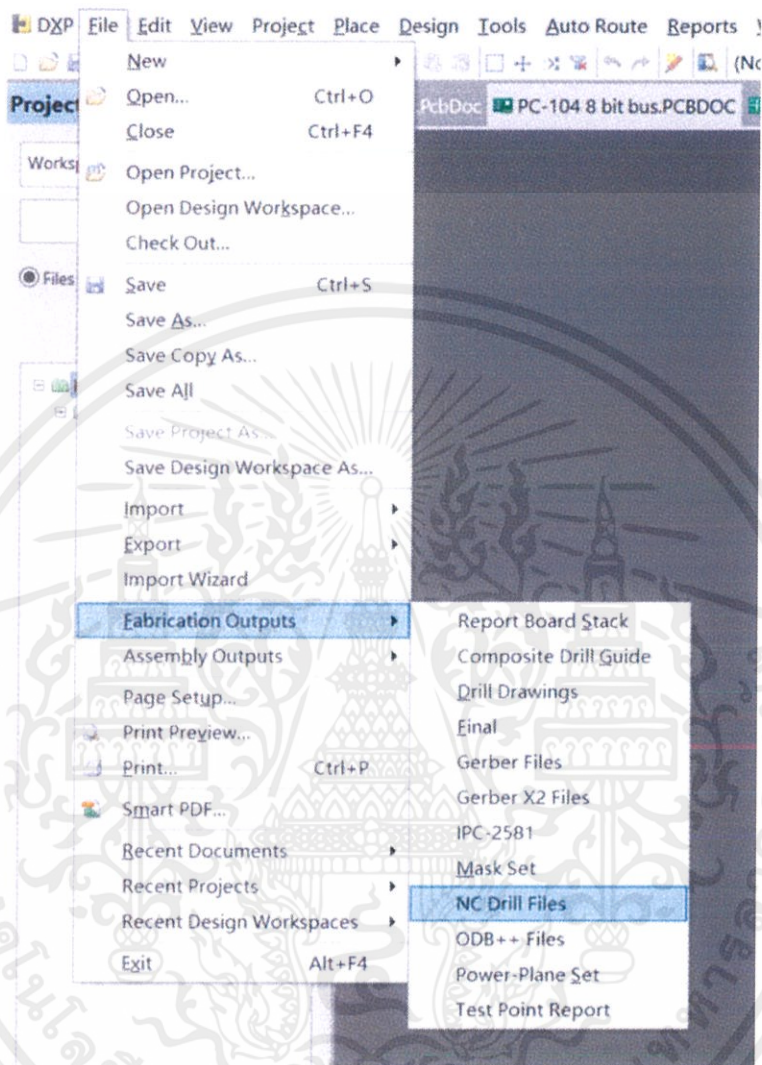 DXP File Edit View Project Place Design Tools Auto Route Reports
(No
Project
PcbDoc PC-104 8 bit bus.PCBDOC
Worksp
Files
New
Open... Ctrl+O
Close Ctrl+F4
Open Project...
Open Design Workspace...
Check Out...
Save Ctrl+S
Save As...
Save Copy As...
Save All
Save Project As...
Save Design Workspace As...
Import
Export
Import Wizard
Fabrication Outputs
Assembly Outputs
Page Setup...
Print Preview...
Print... Ctrl+P
Smart PDF...
Recent Documents
Recent Projects
Recent Design Workspaces
Exit Alt+F4
Report Board Stack
Composite Drill Guide
Drill Drawings
Final
Gerber Files
Gerber X2 Files
IPC-2581
Mask Set
NC Drill Files
ODB++ Files
Power-Plane Set
Test Point Report